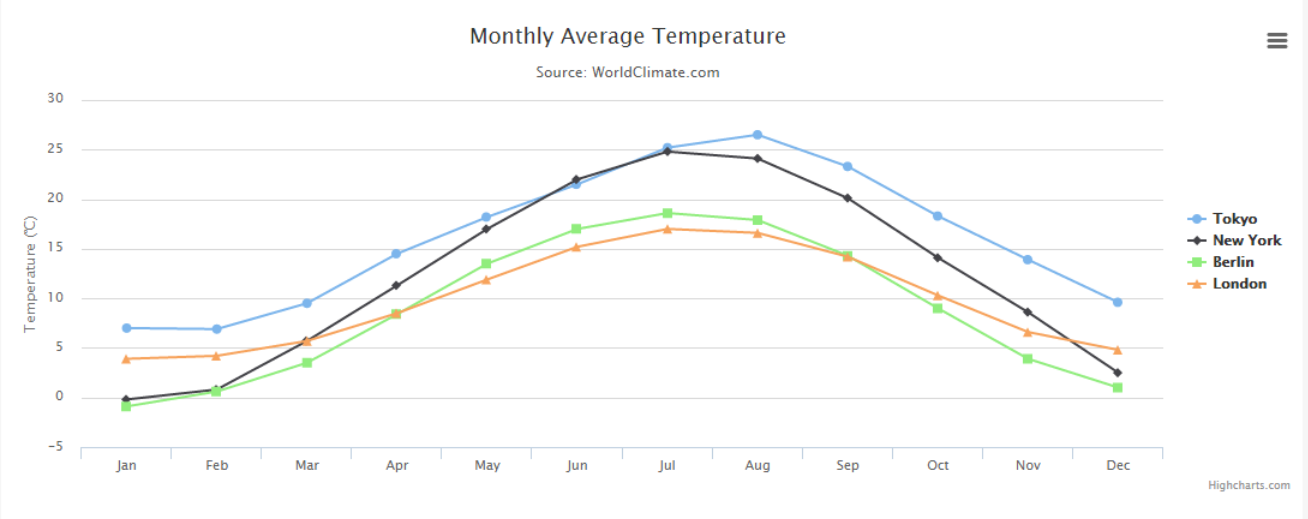 Monthly Average Temperature
Source: WorldClimate.com
Temperature (℃)
30
25
20
15
10
5
0
−5
Jan Feb Mar Apr May Jun Jul Aug Sep Oct Nov Dec
Tokyo
New York
Berlin
London
Highcharts.com